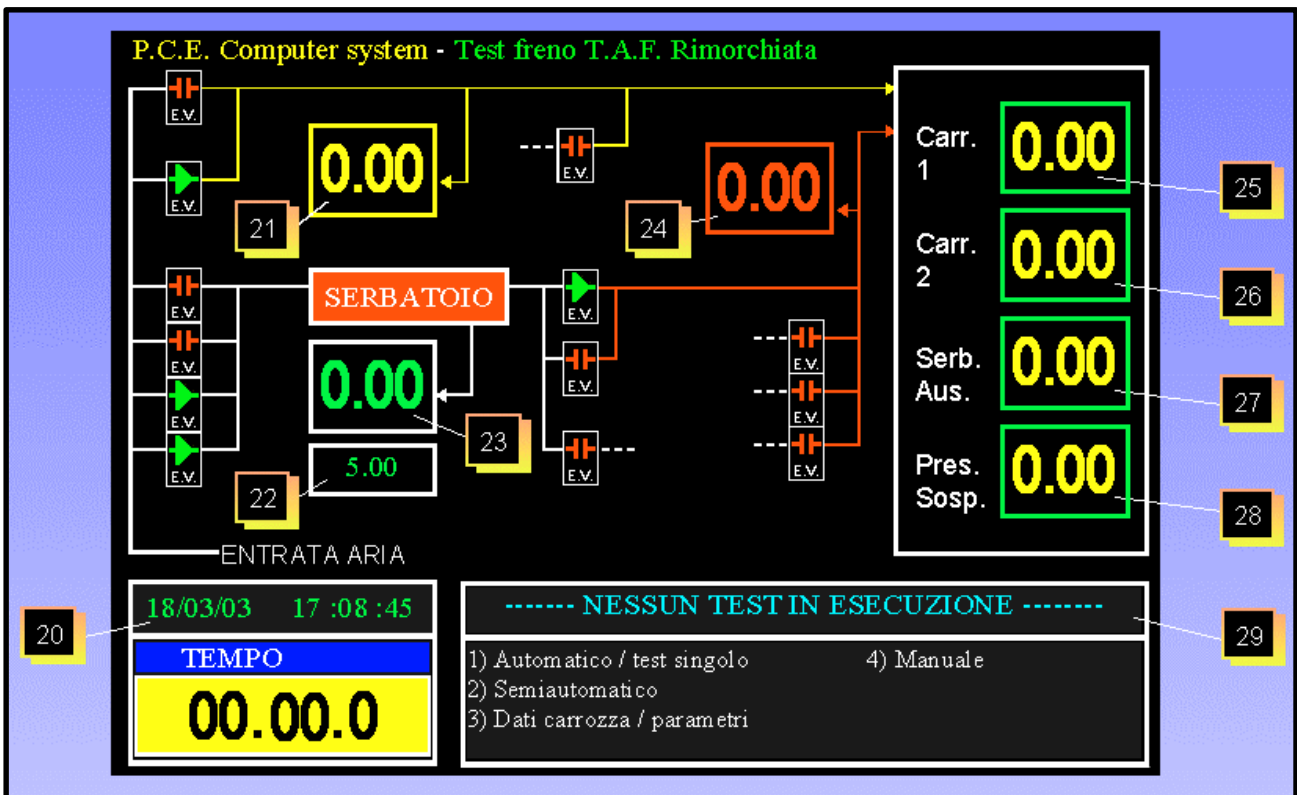 P.C.E. Computer system - Test freno T.A.F. Rimorchiata
E.V.
E.V.
0.00
21
E.V.
0.00
24
Carr.
1
0.00
25
Carr.
2
0.00
26
Serb.
Aus.
0.00
27
Pres.
Sosp.
0.00
28
E.V.
E.V.
E.V.
E.V.
SERBATOIO
0.00
23
5.00
22
E.V.
E.V.
E.V.
E.V.
E.V.
E.V.
ENTRATA ARIA
20
18/03/03 17 :08 :45
TEMPO
00.00.0
------- NESSUN TEST IN ESECUZIONE --------
29
1) Automatico / test singolo 4) Manuale
2) Semiautomatico
3) Dati carrozza / parametri